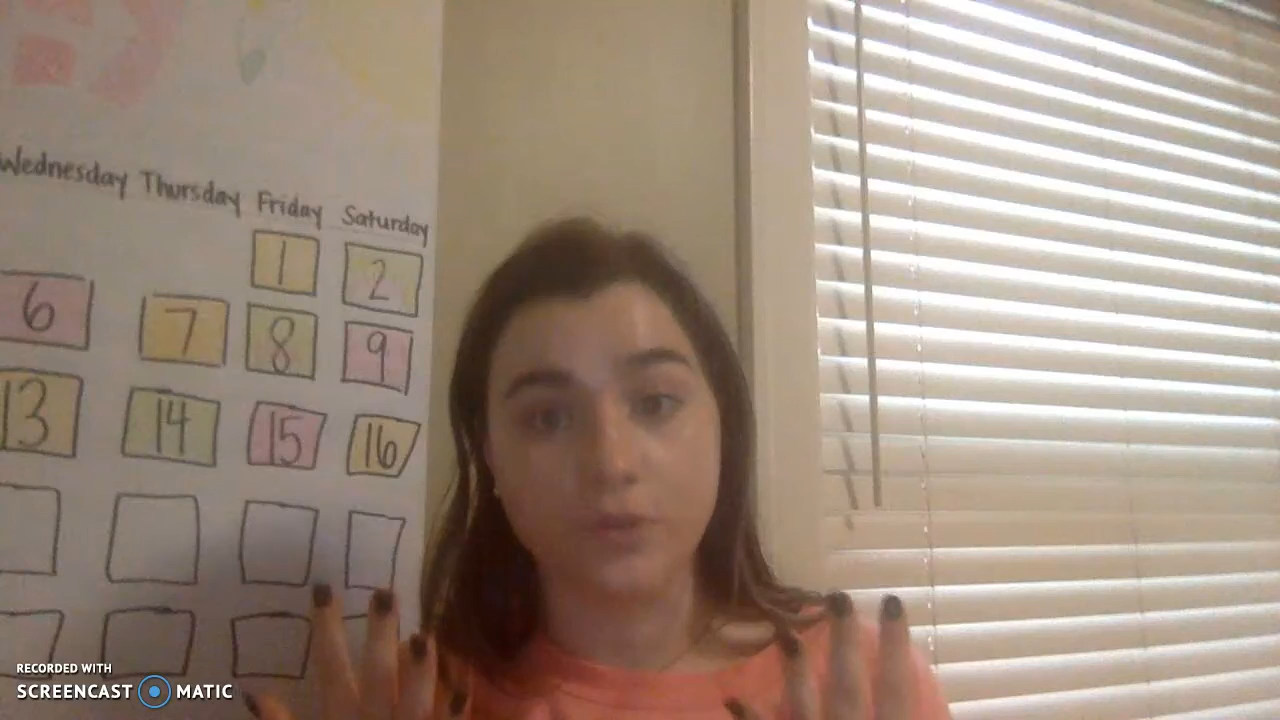 Wednesday Thursday Friday Saturday
1 2
6 7 8 9
13 14 15 16
RECORDED WITH
SCREENCAST MATIC